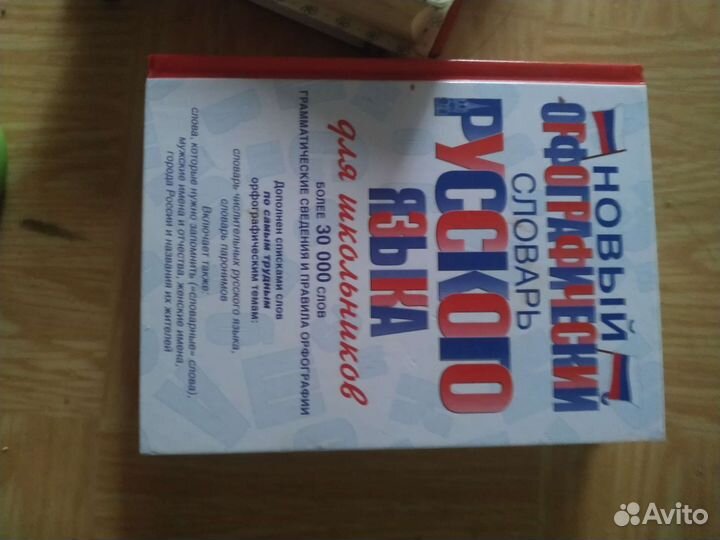 НОВЫЙ
ОРФОГРАФИЧЕСКИЙ
СЛОВАРЬ
РУССКОГО
ЯЗЫКА
для школьников
БОЛЕЕ 30 000 СЛОВ
ГРАММАТИЧЕСКИЕ СВЕДЕНИЯ И ПРАВИЛА ОРФОГРАФИИ
Дополнен списками слов
по самым трудным
орфографическим темам:
словарь числительных русского языка,
словарь паронимов
Включает также:
слова, которые нужно запомнить («словарные» слова),
мужские имена и отчества, женские имена,
города России и названия их жителей
Avito